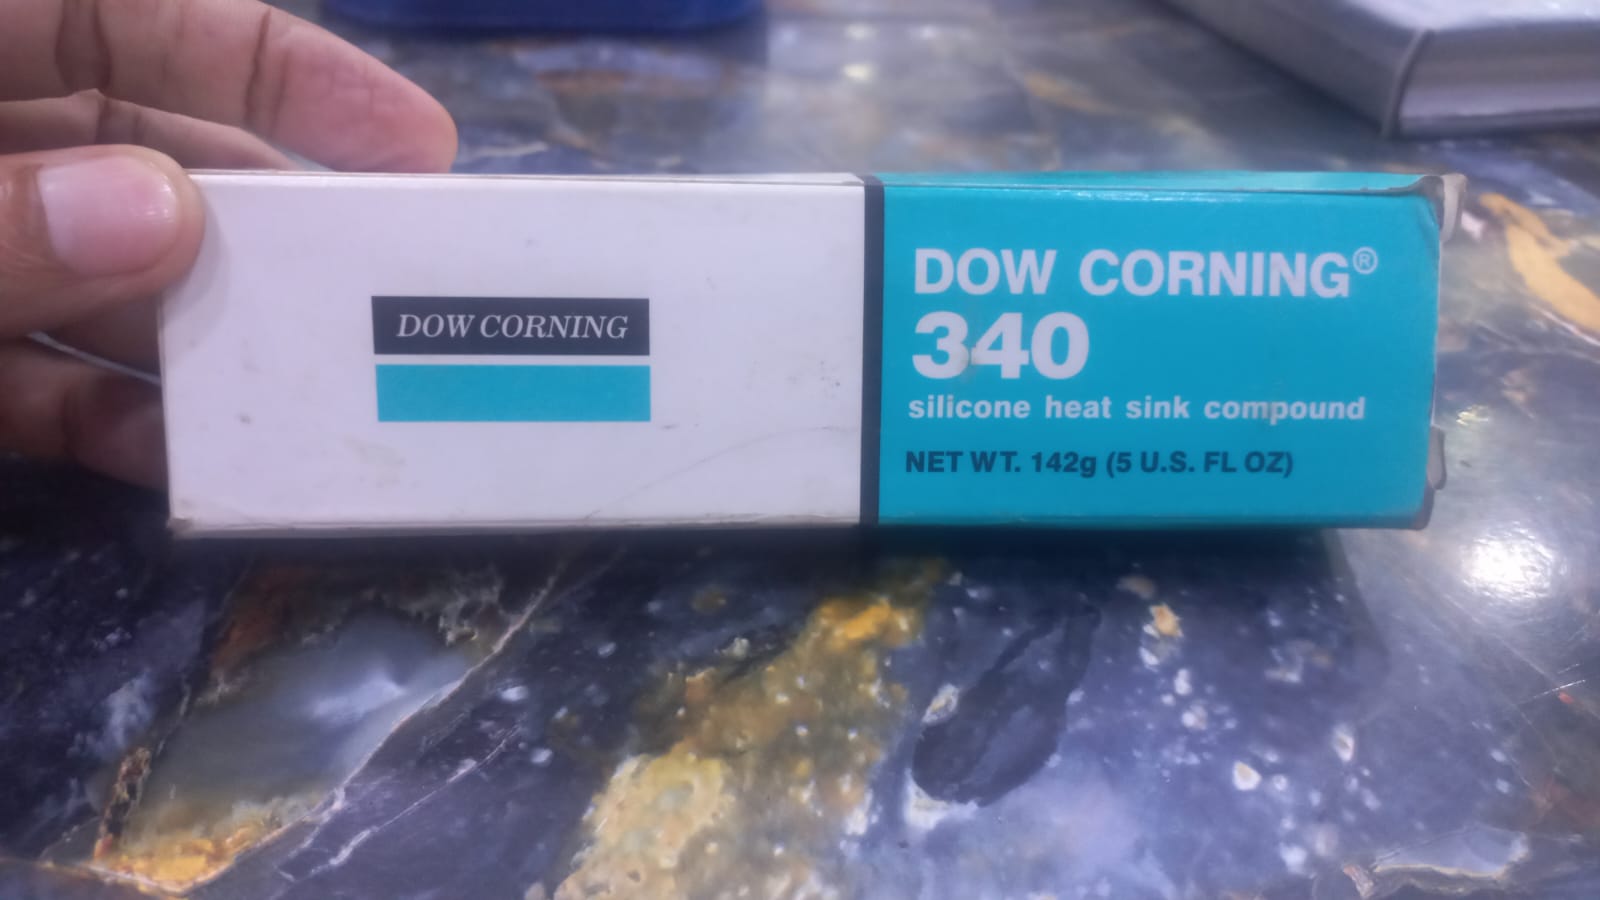 DOW CORNING
DOW CORNING®
340
silicone heat sink compound
NET WT. 142g (5 U.S. FL OZ)